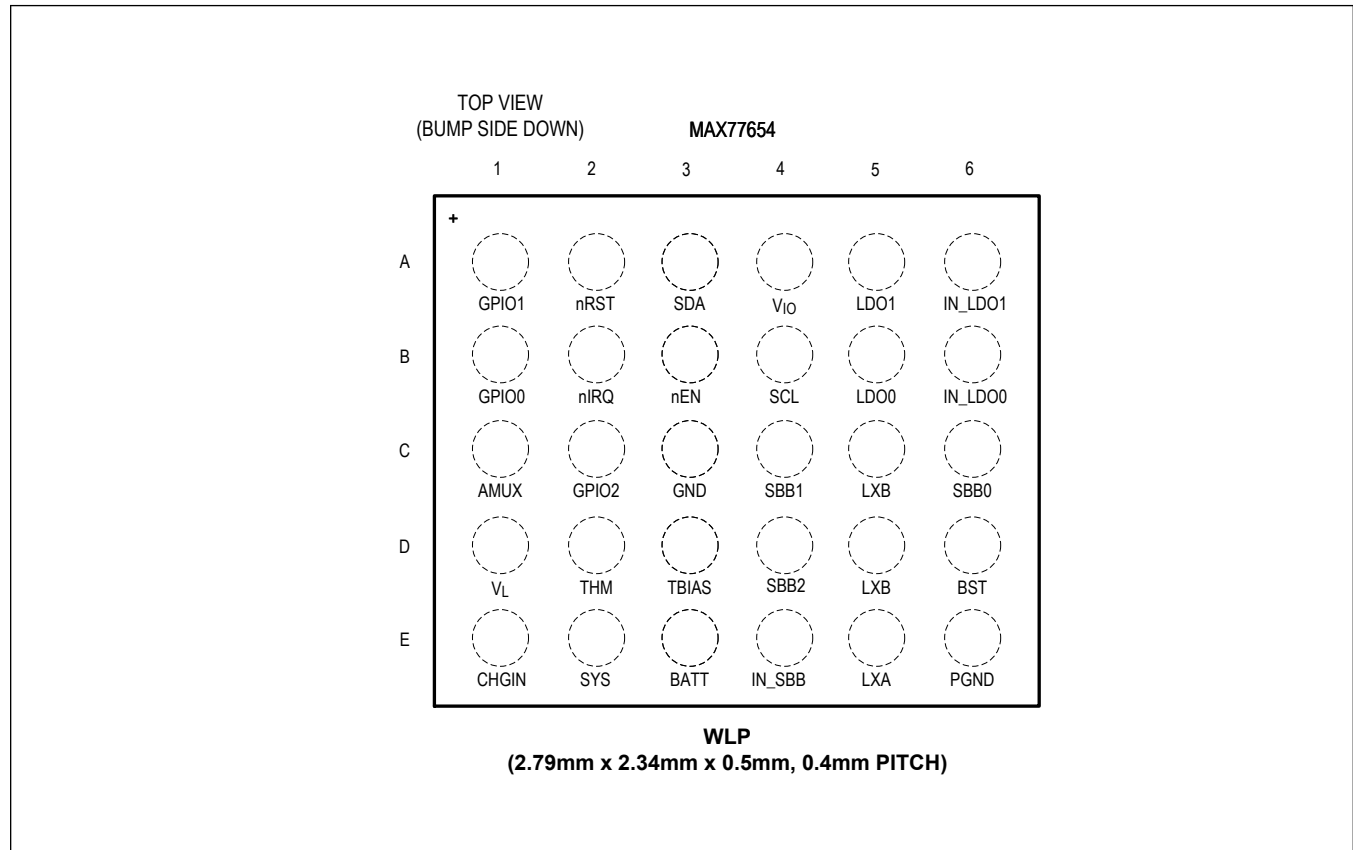 TOP VIEW
(BUMP SIDE DOWN)
MAX77654
1 2 3 4 5 6
+
A
GPIO1 nRST SDA VIO LDO1 IN_LDO1
B
GPIO0 nIRQ nEN SCL LDO0 IN_LDO0
C
AMUX GPIO2 GND SBB1 LXB SBB0
D
VL THM TBIAS SBB2 LXB BST
E
CHGIN SYS BATT IN_SBB LXA PGND
WLP
(2.79mm x 2.34mm x 0.5mm, 0.4mm PITCH)